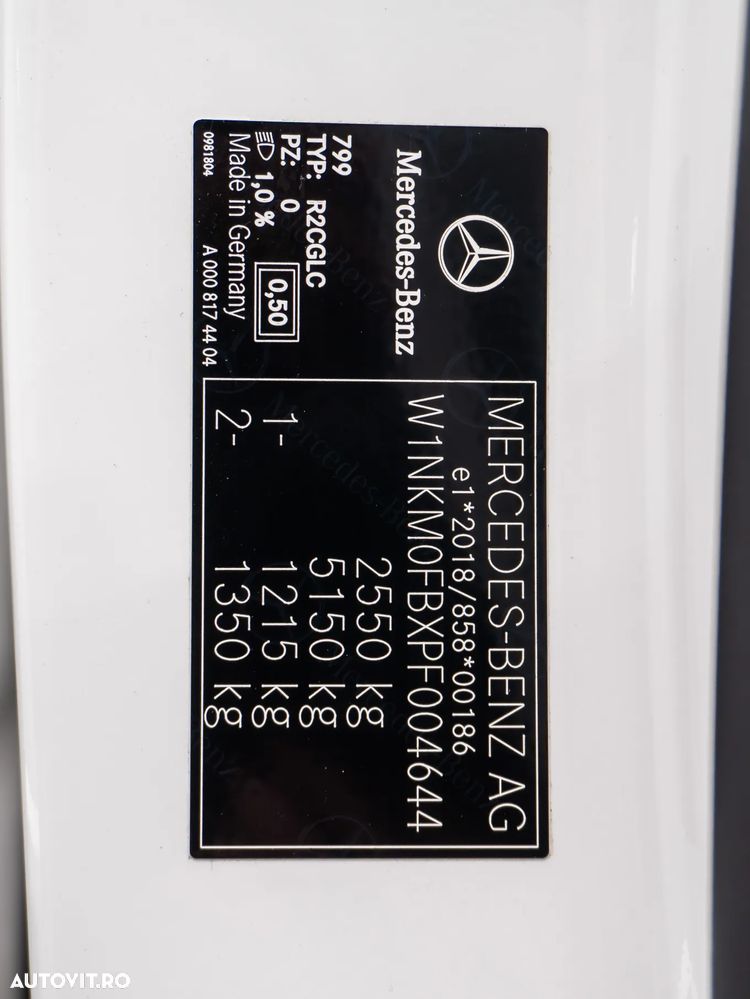 Mercedes-Benz
799
TYP: R2CGLC
PZ: 0
1,0 % 0,50
Made in Germany
0981804 A 000 817 44 04
MERCEDES-BENZ AG
e1*2018/858*00186
W1NKM0FBXPF004644
2550 kg
5150 kg
1- 1215 kg
2- 1350 kg
AUTOVIT.RO